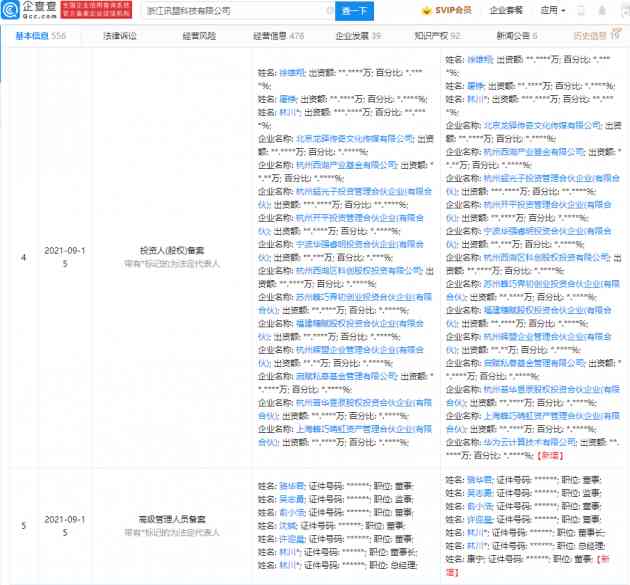 企查查
Qcc.com
全国企业信用查询系统
官方备案企业征信机构
浙江讯盟科技有限公司
查一下
SVIP会员
企业套餐
应用
基本信息 556
法律诉讼
经营风险
经营信息 476
企业发展 39
知识产权 92
新闻公告 6
历史信息 19
4
2021-09-1
5
投资人(股权)备案
带有*标记的为法定代表人
姓名: 徐雄翔; 出资额: **.****万; 百分比: *.***
*%;
姓名: 屠铮; 出资额: **.****万; 百分比: *.****%;
姓名: 林川*; 出资额: ***.****万; 百分比: **.***
*%;
企业名称: 北京龙驿传奇文化传媒有限公司; 出资
额: **.****万; 百分比: *.****%;
企业名称: 杭州西湖产业基金有限公司; 出资额: *
*.**万; 百分比: *.****%;
企业名称: 杭州韶光子投资管理合伙企业(有限合
伙); 出资额: ***.****万; 百分比: *.****%;
企业名称: 杭州开平投资管理合伙企业(有限合
伙); 出资额: **.****万; 百分比: *.****%;
企业名称: 宁波华强睿明投资合伙企业(有限合
伙); 出资额: **.***万; 百分比: *.****%;
企业名称: 杭州西湖区科创股权投资有限公司; 出
资额: **.****万; 百分比: *.****%;
企业名称: 苏州蜂巧界初创业投资合伙企业(有限
合伙); 出资额: **.****万; 百分比: *.****%;
企业名称: 福建臻赋股权投资合伙企业(有限合
伙); 出资额: **.****万; 百分比: *.****%;
企业名称: 杭州辉盟企业管理合伙企业(有限合
伙); 出资额: **.****万; 百分比: *.****%;
企业名称: 启赋私募基金管理有限公司; 出资额: *
*.****万; 百分比: *.****%;
企业名称: 杭州普华昱辰股权投资合伙企业(有限
合伙); 出资额: **.****万; 百分比: *.****%;
企业名称: 上海蜂巧晴虹资产管理合伙企业(有限
合伙); 出资额: **.****万; 百分比: *.****%;
姓名: 徐雄翔; 出资额: **.****万; 百分比: *.***
*%;
姓名: 屠铮; 出资额: **.****万; 百分比: *.****%;
姓名: 林川*; 出资额: ***.****万; 百分比: **.***
*%;
企业名称: 北京龙驿传奇文化传媒有限公司; 出资
额: **.****万; 百分比: *.****%;
企业名称: 杭州西湖产业基金有限公司; 出资额: *
*.**万; 百分比: *.****%;
企业名称: 杭州韶光子投资管理合伙企业(有限合
伙); 出资额: ***.****万; 百分比: *.****%;
企业名称: 杭州开平投资管理合伙企业(有限合
伙); 出资额: **.****万; 百分比: *.****%;
企业名称: 宁波华强睿明投资合伙企业(有限合
伙); 出资额: **.***万; 百分比: *.****%;
企业名称: 杭州西湖区科创股权投资有限公司; 出
资额: **.****万; 百分比: *.****%;
企业名称: 苏州蜂巧界初创业投资合伙企业(有限
合伙); 出资额: **.****万; 百分比: *.****%;
企业名称: 福建臻赋股权投资合伙企业(有限合
伙); 出资额: **.****万; 百分比: *.****%;
企业名称: 杭州辉盟企业管理合伙企业(有限合
伙); 出资额: **.****万; 百分比: *.****%;
企业名称: 启赋私募基金管理有限公司; 出资额: *
*.****万; 百分比: *.****%;
企业名称: 杭州普华昱辰股权投资合伙企业(有限
合伙); 出资额: **.****万; 百分比: *.****%;
企业名称: 上海蜂巧晴虹资产管理合伙企业(有限
合伙); 出资额: **.****万; 百分比: *.****%;
企业名称: 华为云计算技术有限公司; 出资额: **.
****万; 百分比: *.****%;【新增】
5
2021-09-1
5
高级管理人员备案
带有*标记的为法定代表人
姓名: 骆华君; 证件号码: ******; 职位: 董事;
姓名: 吴志勇; 证件号码: ******; 职位: 监事;
姓名: 俞小恬; 证件号码: ******; 职位: 董事;
姓名: 沈斌; 证件号码: ******; 职位: 董事;
姓名: 许迎星; 证件号码: ******; 职位: 董事;
姓名: 林川*; 证件号码: ******; 职位: 董事长;
姓名: 林川*; 证件号码: ******; 职位: 总经理;
姓名: 骆华君; 证件号码: ******; 职位: 董事;
姓名: 吴志勇; 证件号码: ******; 职位: 监事;
姓名: 俞小恬; 证件号码: ******; 职位: 董事;
姓名: 许迎星; 证件号码: ******; 职位: 董事;
姓名: 林川*; 证件号码: ******; 职位: 董事长;
姓名: 林川*; 证件号码: ******; 职位: 总经理;
姓名: 康宁; 证件号码: ******; 职位: 董事;【新
增】